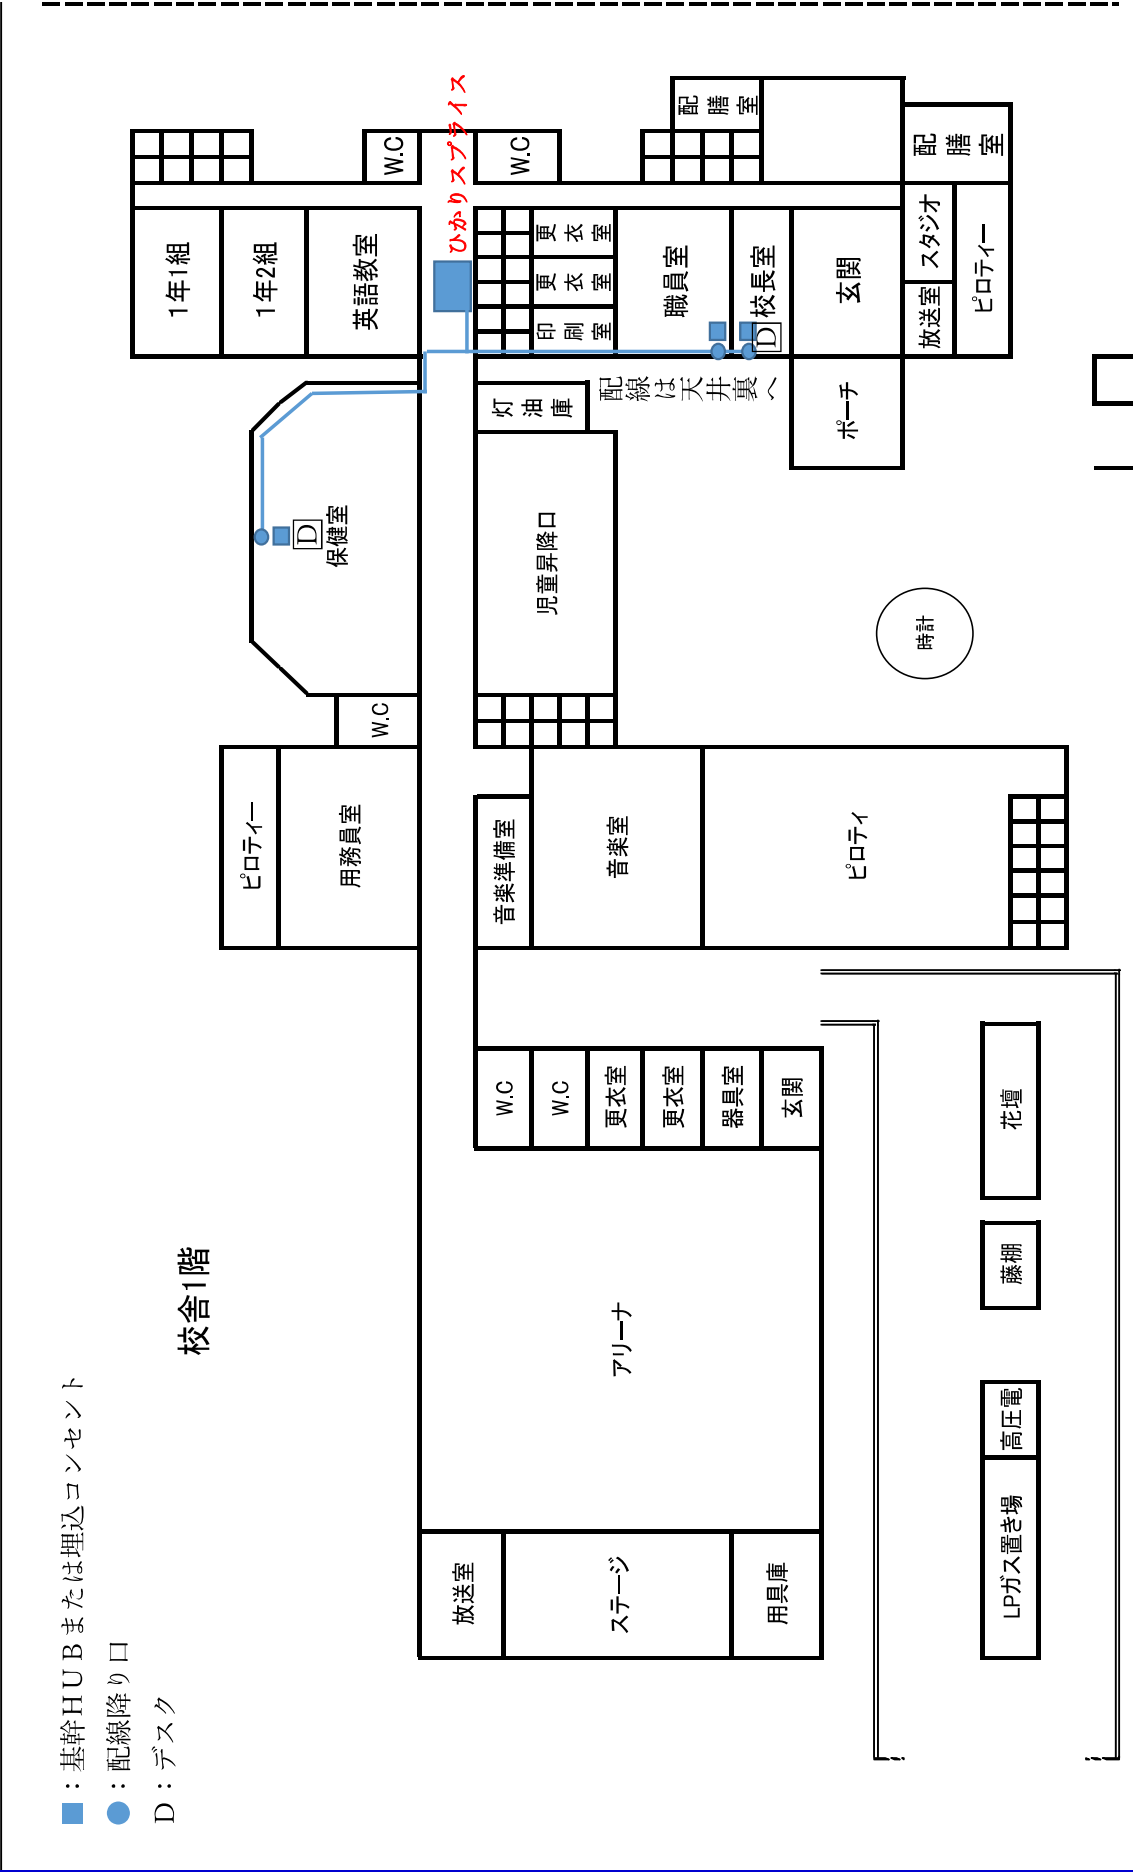 ■：基幹ＨＵＢまたは埋込コンセント
●：配線降り口
Ｄ：デスク
校舎1階
1年1組
1年2組
英語教室
W.C
ひかりスプライス
W.C
配膳室
配膳室
更衣室
更衣室
印刷室
職員室
校長室
D
玄関
スタジオ
放送室
ピロティー
灯油庫
配線は天井裏へ
ポーチ
D
保健室
児童昇降口
時計
W.C
ピロティー
用務員室
音楽準備室
音楽室
ピロティ
W.C
W.C
更衣室
更衣室
器具室
玄関
アリーナ
放送室
ステージ
用具庫
花壇
藤棚
高圧電
LPガス置き場